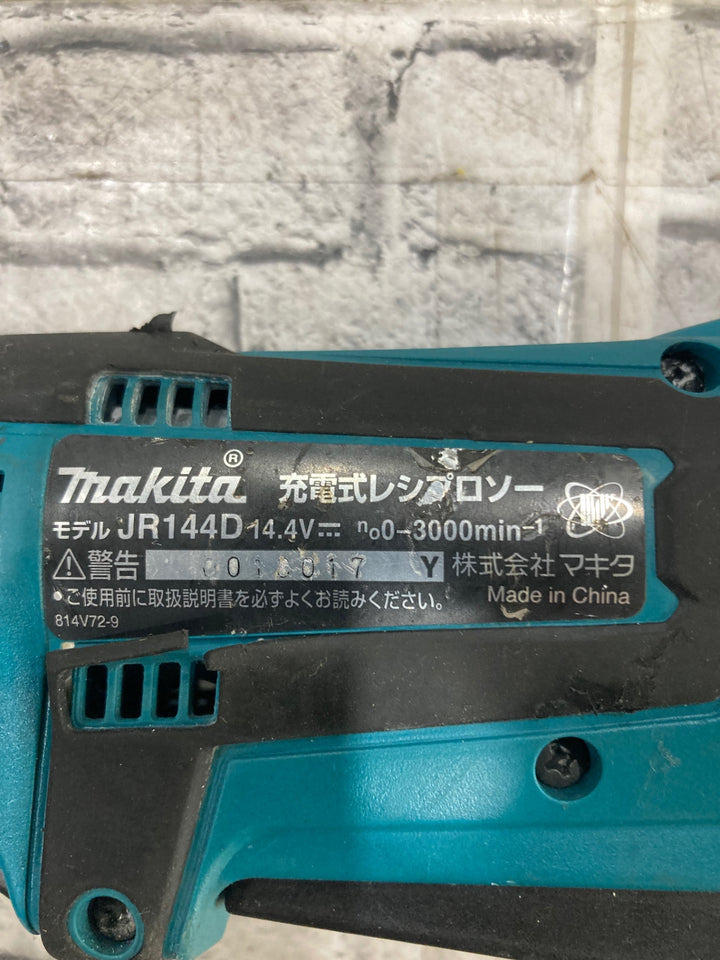 makita® 充電式レシプロソー
モデル JR144D 14.4V⎓ n₀0-3000min⁻¹
⚠警告 Y 株式会社 マキタ
•ご使用前に取扱説明書を必ずよくお読みください。 Made in China
814V72-9